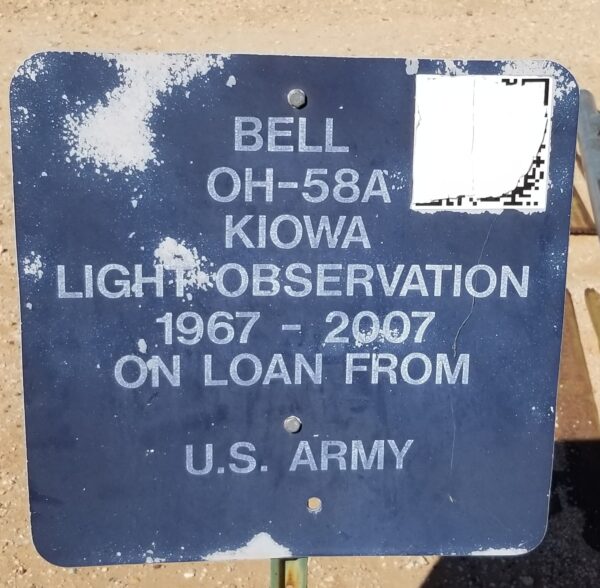 BELL
OH-58A
KIOWA
LIGHT OBSERVATION
1967 - 2007
ON LOAN FROM
U.S. ARMY